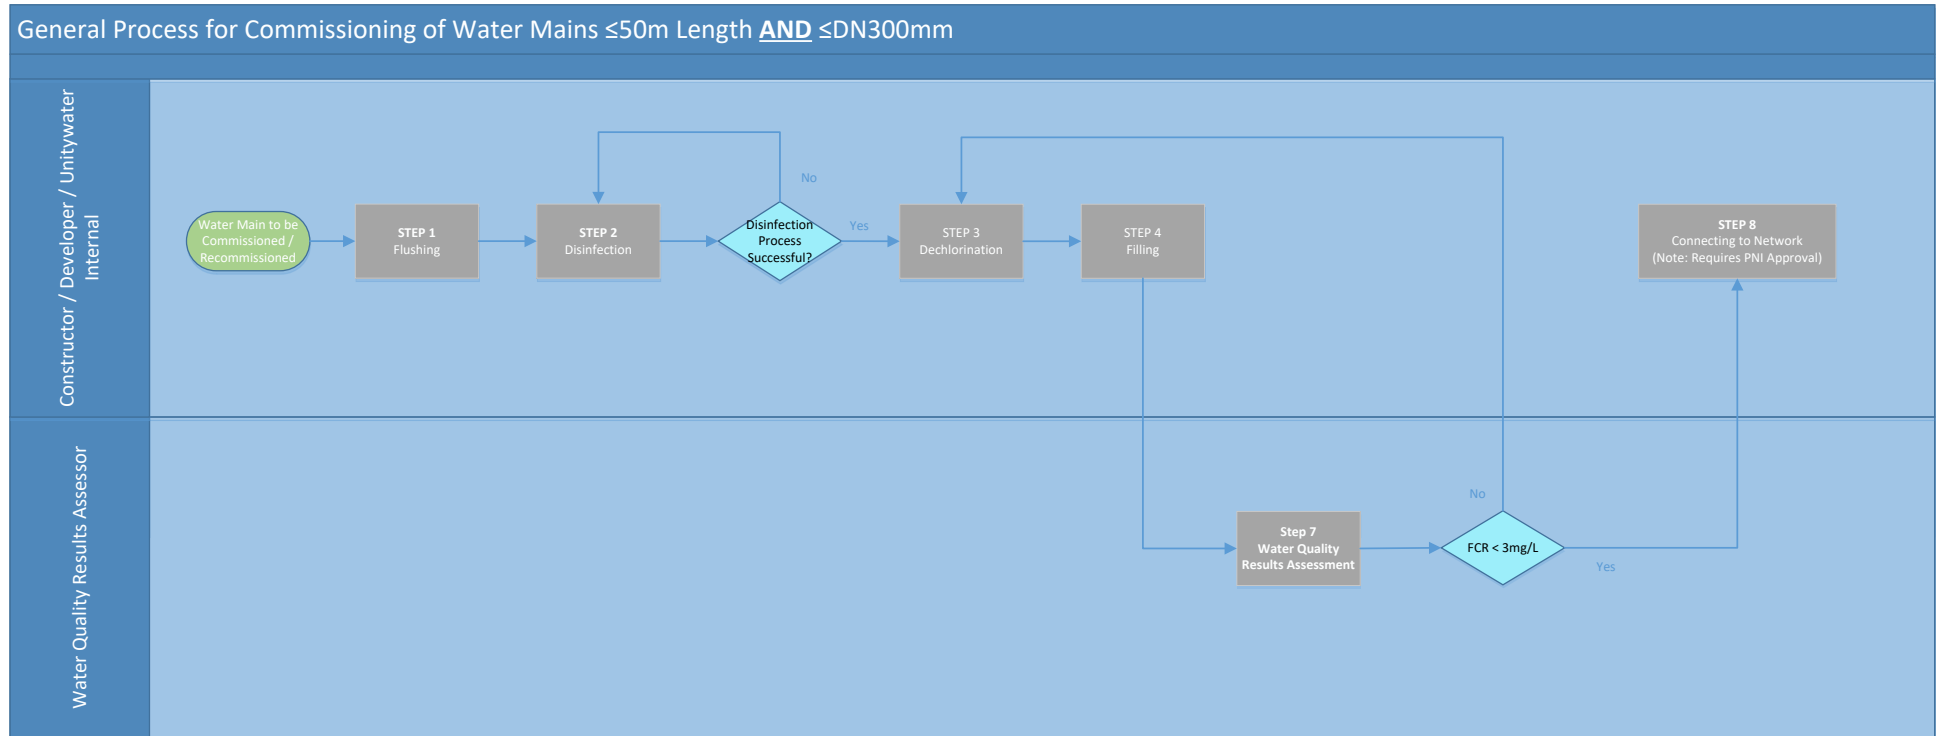 General Process for Commissioning of Water Mains ≤50m Length AND ≤DN300mm
Constructor / Developer / Unitywater
Internal
Water Main to be
Commissioned /
Recommissioned
STEP 1
Flushing
STEP 2
Disinfection
No
Disinfection
Process
Successful?
Yes
STEP 3
Dechlorination
STEP 4
Filling
STEP 8
Connecting to Network
(Note: Requires PNI Approval)
Water Quality Results Assessor
Step 7
Water Quality
Results Assessment
No
FCR < 3mg/L
Yes